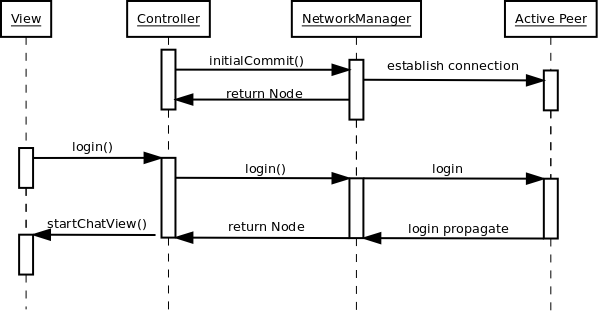 View
Controller
NetworkManager
Active Peer
initialCommit()
establish connection
return Node
login()
login()
login
startChatView()
return Node
login propagate